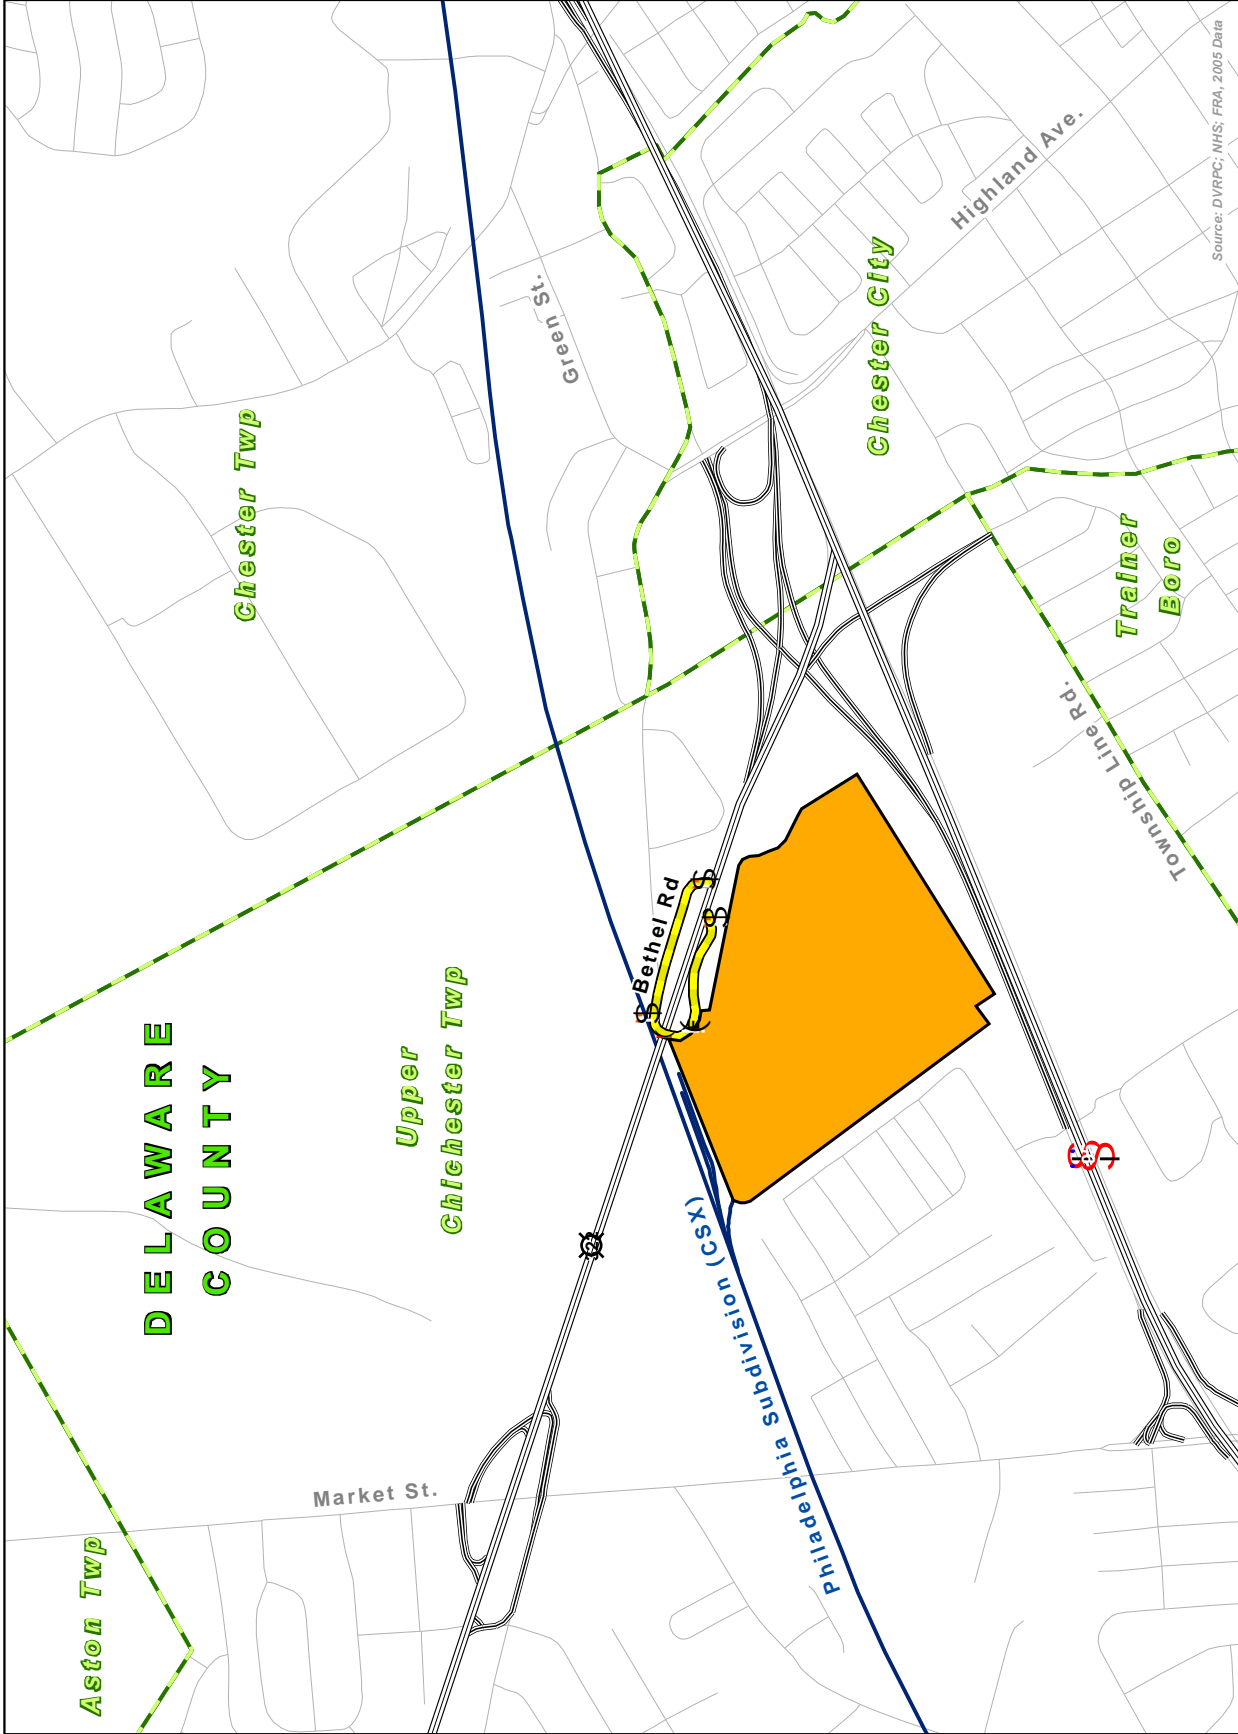 Aston Twp
DELAWARE
COUNTY
Chester Twp
Upper
Chichester Twp
Market St.
Green St.
Bethel Rd
Philadelphia Subdivision (CSX)
Chester City
Highland Ave.
Trainer
Boro
Township Line Rd.
Source: DVRPC; NHS; FRA, 2005 Data